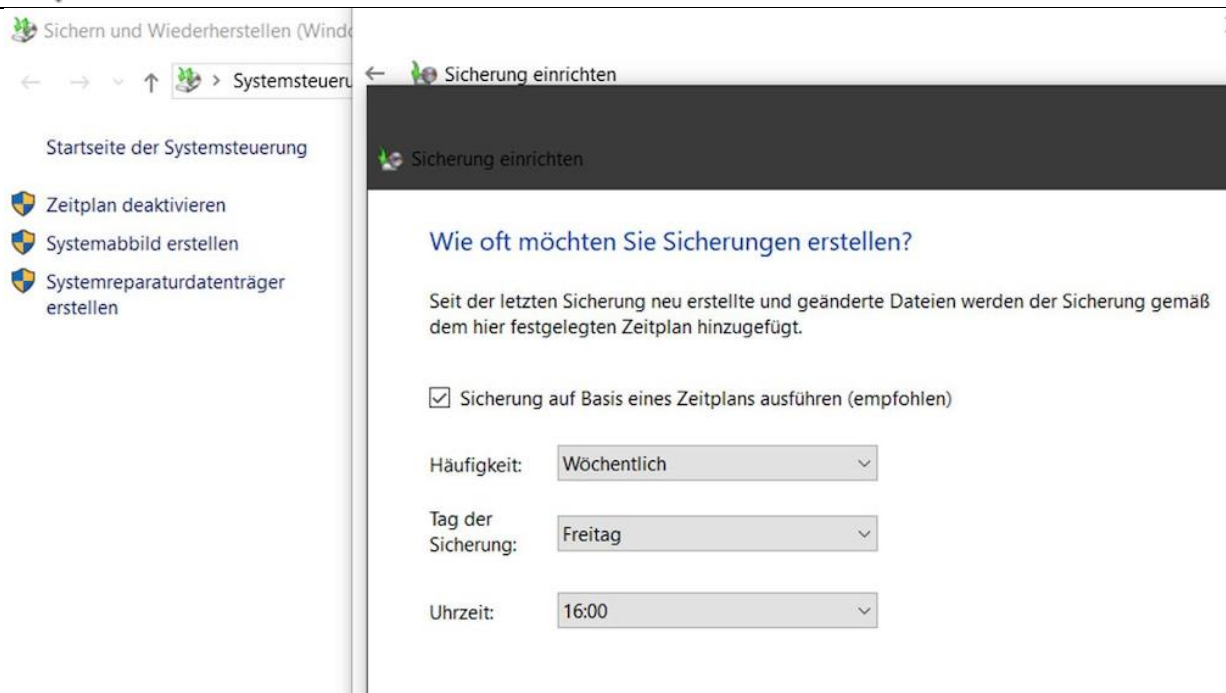 Sichern und Wiederherstellen (Windo
Systemsteueru
Startseite der Systemsteuerung
Zeitplan deaktivieren
Systemabbild erstellen
Systemreparaturdatenträger
erstellen
Sicherung einrichten
Sicherung einrichten
Wie oft möchten Sie Sicherungen erstellen?
Seit der letzten Sicherung neu erstellte und geänderte Dateien werden der Sicherung gemäß
dem hier festgelegten Zeitplan hinzugefügt.
Sicherung auf Basis eines Zeitplans ausführen (empfohlen)
Häufigkeit: Wöchentlich
Tag der
Sicherung: Freitag
Uhrzeit: 16:00